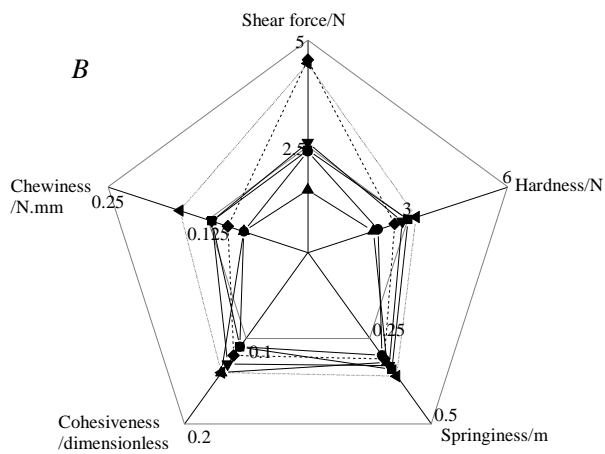 Shear force/N
5
B
2.5
Chewiness
/N.mm
0.25
6
Hardness/N
3
0.125
0.25
0.1
Cohesiveness
/dimensionless
0.2
0.5
Springiness/m